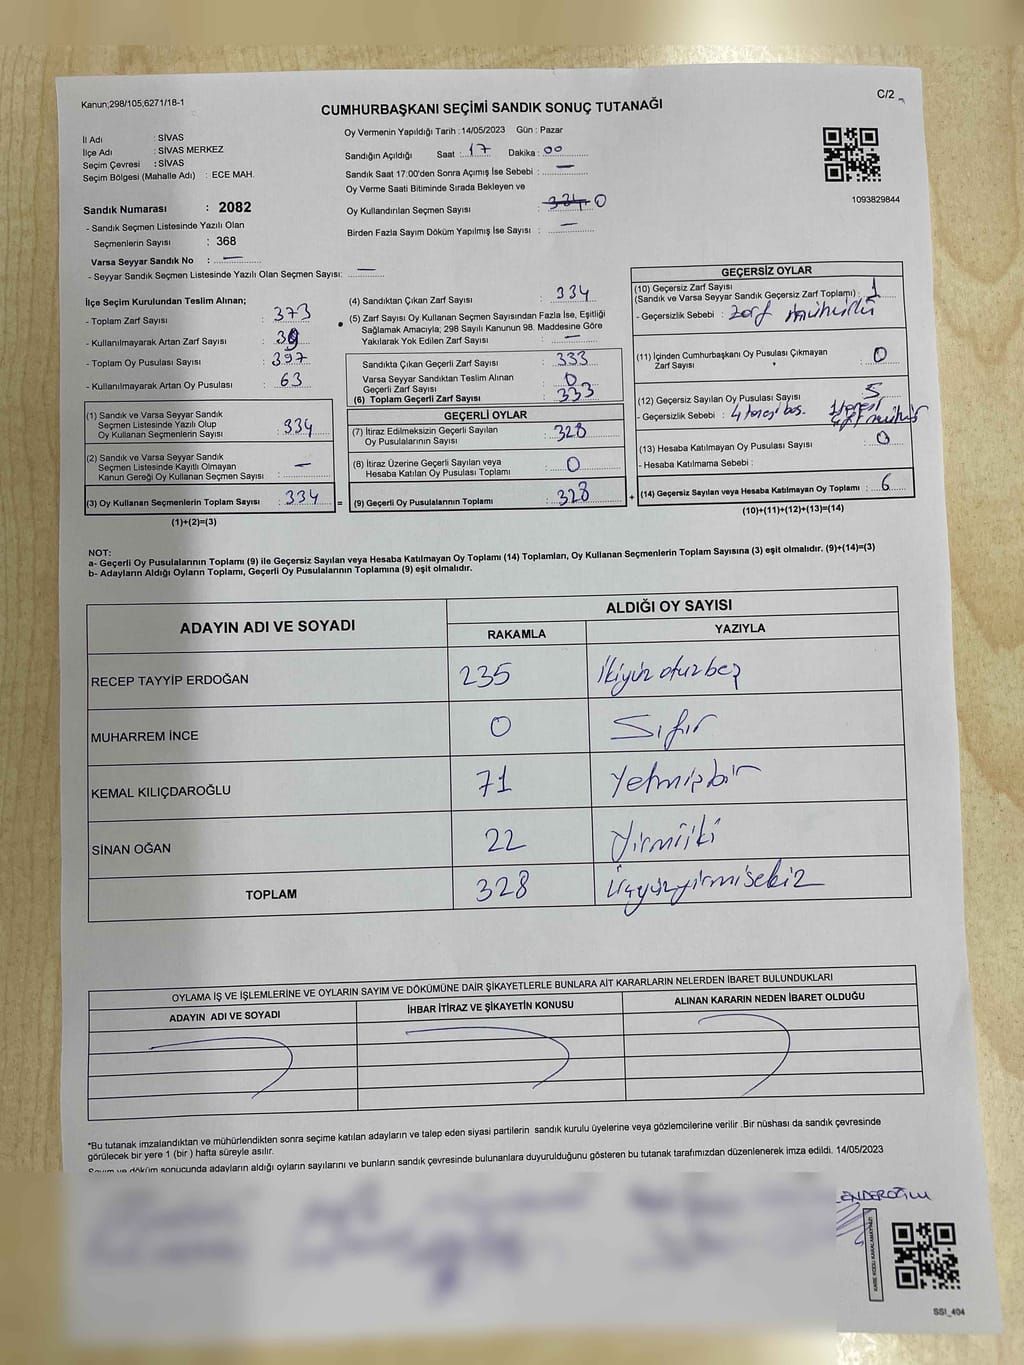 Kanun;298/105,6271/18-1
C/2
CUMHURBAŞKANI SEÇİMİ SANDIK SONUÇ TUTANAĞI
İl Adı : SİVAS
İlçe Adı : SİVAS MERKEZ
Seçim Çevresi : SİVAS
Seçim Bölgesi (Mahalle Adı) : ECE MAH.
Sandık Numarası : 2082
- Sandık Seçmen Listesinde Yazılı Olan
Seçmenlerin Sayısı : 368
Varsa Seyyar Sandık No : —
- Seyyar Sandık Seçmen Listesinde Yazılı Olan Seçmen Sayısı: —
Oy Vermenin Yapıldığı Tarih : 14/05/2023 Gün : Pazar
Sandığın Açıldığı Saat : 17 Dakika : 00
Sandık Saat 17:00'den Sonra Açımış İse Sebebi : —
Oy Verme Saati Bitiminde Sırada Bekleyen ve
Oy Kullandırılan Seçmen Sayısı : 0
Birden Fazla Sayım Döküm Yapılmış İse Sayısı : —
1093829844
İlçe Seçim Kurulundan Teslim Alınan;
- Toplam Zarf Sayısı : 373
- Kullanılmayarak Artan Zarf Sayısı : 39
- Toplam Oy Pusulası Sayısı : 397
- Kullanılmayarak Artan Oy Pusulası : 63
(1) Sandık ve Varsa Seyyar Sandık
Seçmen Listesinde Yazılı Olup
Oy Kullanan Seçmenlerin Sayısı : 334
(2) Sandık ve Varsa Seyyar Sandık
Seçmen Listesinde Kayıtlı Olmayan
Kanun Gereği Oy Kullanan Seçmen Sayısı : —
(3) Oy Kullanan Seçmenlerin Toplam Sayısı : 334 =
(1)+(2)=(3)
(4) Sandıktan Çıkan Zarf Sayısı : 334
(5) Zarf Sayısı Oy Kullanan Seçmen Sayısından Fazla İse, Eşitliği
Sağlamak Amacıyla; 298 Sayılı Kanunun 98. Maddesine Göre
Yakılarak Yok Edilen Zarf Sayısı : —
Sandıkta Çıkan Geçerli Zarf Sayısı : 333
Varsa Seyyar Sandıktan Teslim Alınan
Geçerli Zarf Sayısı : 0
(6) Toplam Geçerli Zarf Sayısı : 333
GEÇERLİ OYLAR
(7) İtiraz Edilmeksizin Geçerli Sayılan
Oy Pusulalarının Sayısı : 328
(8) İtiraz Üzerine Geçerli Sayılan veya
Hesaba Katılan Oy Pusulası Toplamı : 0
(9) Geçerli Oy Pusulalarının Toplamı : 328 +
GEÇERSİZ OYLAR
(10) Geçersiz Zarf Sayısı
(Sandık ve Varsa Seyyar Sandık Geçersiz Zarf Toplamı) : 1
- Geçersizlik Sebebi : zarf mühürlü
(11) İçinden Cumhurbaşkanı Oy Pusulası Çıkmayan
Zarf Sayısı : 0
(12) Geçersiz Sayılan Oy Pusulası Sayısı : 5
- Geçersizlik Sebebi : 4 tanesi boş.
(13) Hesaba Katılmayan Oy Pusulası Sayısı : 0
- Hesaba Katılmama Sebebi :
(14) Geçersiz Sayılan veya Hesaba Katılmayan Oy Toplamı : 6
(10)+(11)+(12)+(13)=(14)
NOT:
a- Geçerli Oy Pusulalarının Toplamı (9) ile Geçersiz Sayılan veya Hesaba Katılmayan Oy Toplamı (14) Toplamları, Oy Kullanan Seçmenlerin Toplam Sayısına (3) eşit olmalıdır. (9)+(14)=(3)
b- Adayların Aldığı Oyların Toplamı, Geçerli Oy Pusulalarının Toplamına (9) eşit olmalıdır.
ADAYIN ADI VE SOYADI
ALDIĞI OY SAYISI
RAKAMLA YAZIYLA
RECEP TAYYİP ERDOĞAN 235 İkiyüz otuzbeş
MUHARREM İNCE 0 Sıfır
KEMAL KILIÇDAROĞLU 71 Yetmişbir
SİNAN OĞAN 22 Yirmiiki
TOPLAM 328 Üçyüzyirmisekiz
OYLAMA İŞ VE İŞLEMLERİNE VE OYLARIN SAYIM VE DÖKÜMÜNE DAİR ŞİKAYETLERLE BUNLARA AİT KARARLARIN NELERDEN İBARET BULUNDUKLARI
ADAYIN ADI VE SOYADI İHBAR İTİRAZ VE ŞİKAYETİN KONUSU ALINAN KARARIN NEDEN İBARET OLDUĞU
*Bu tutanak imzalandıktan ve mühürlendikten sonra seçime katılan adayların ve talep eden siyasi partilerin sandık kurulu üyelerine veya gözlemcilerine verilir .Bir nüshası da sandık çevresinde
görülecek bir yere 1 (bir ) hafta süreyle asılır.
Sayım ve döküm sonucunda adayların aldığı oyların sayılarını ve bunların sandık çevresinde bulunanlara duyurulduğunu gösteren bu tutanak tarafımızdan düzenlenerek imza edildi. 14/05/2023
ENDEROĞLU
KARE KODU KARALAMAYINIZ!
SSI_404